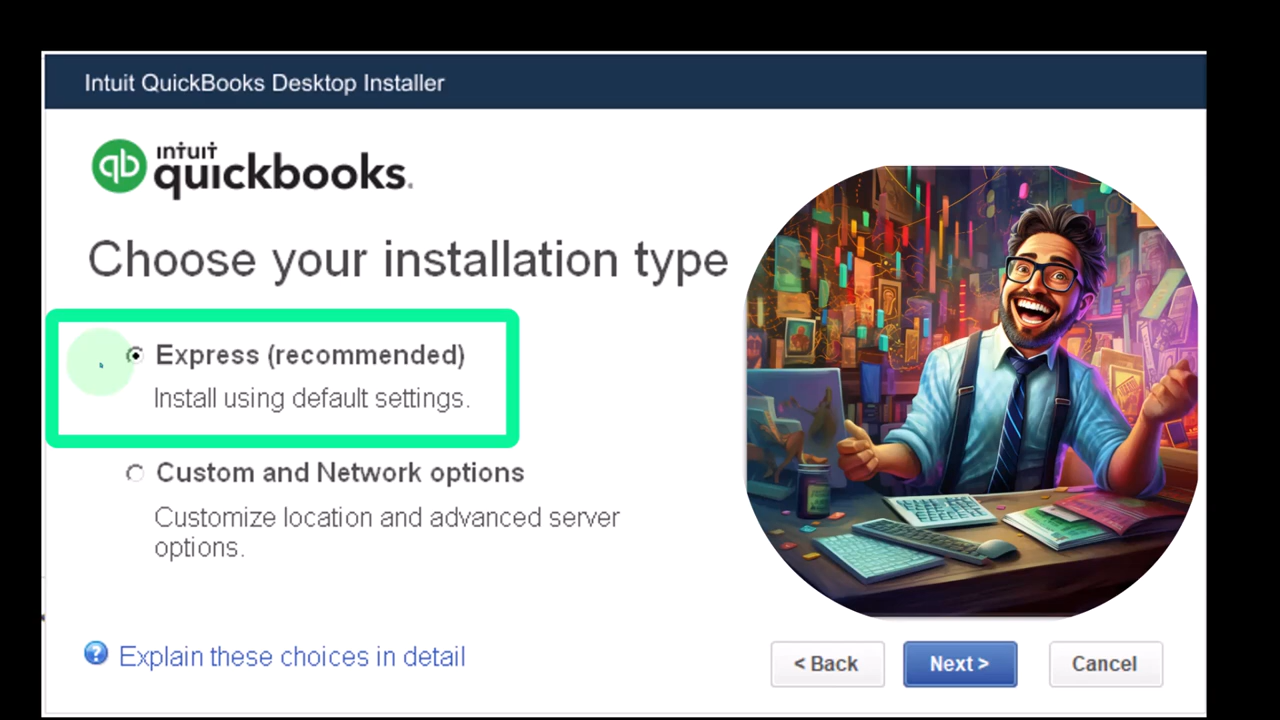 Intuit QuickBooks Desktop Installer
qb
intuit
quickbooks.
Choose your installation type
Express (recommended)
Install using default settings.
Custom and Network options
Customize location and advanced server
options.
? Explain these choices in detail
< Back
Next >
Cancel